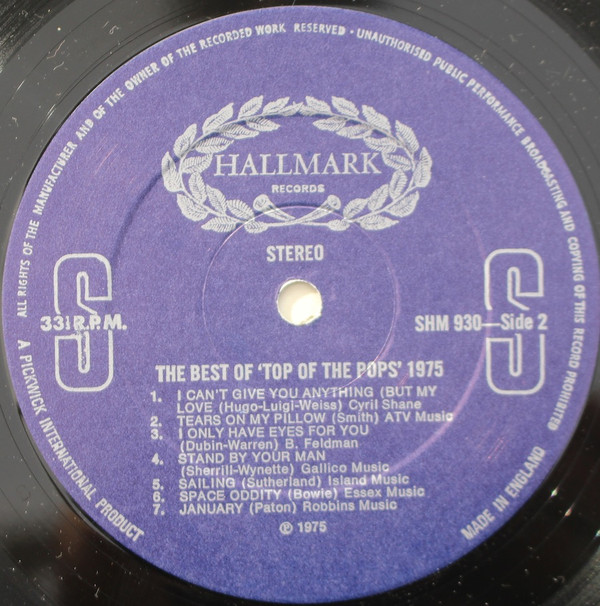 ALL RIGHTS OF THE MANUFACTURER AND OF THE OWNER OF THE RECORDED WORK RESERVED · UNAUTHORISED PUBLIC PERFORMANCE BROADCASTING AND COPYING OF THIS RECORD PROHIBITED
HALLMARK
RECORDS
STEREO
S
33⅓ R.P.M.
S
SHM 930—Side 2
THE BEST OF ‘TOP OF THE POPS’ 1975
1. I CAN'T GIVE YOU ANYTHING (BUT MY
LOVE (Hugo-Luigi-Weiss) Cyril Shane
2. TEARS ON MY PILLOW (Smith) ATV Music
3. I ONLY HAVE EYES FOR YOU
(Dubin-Warren) B. Feldman
4. STAND BY YOUR MAN
(Sherrill-Wynette) Gallico Music
5. SAILING (Sutherland) Island Music
6. SPACE ODDITY (Bowie) Essex Music
7. JANUARY (Paton) Robbins Music
℗ 1975
A PICKWICK INTERNATIONAL PRODUCT
MADE IN ENGLAND